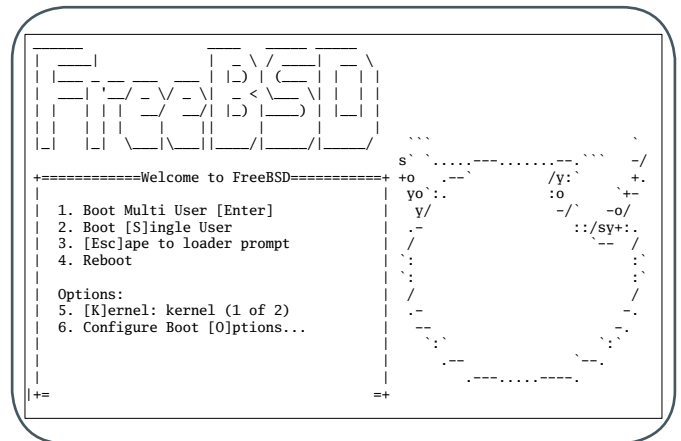 FreeBSD
Welcome to FreeBSD
1. Boot Multi User [Enter]
2. Boot [S]ingle User
3. [Esc]ape to loader prompt
4. Reboot
Options:
5. [K]ernel: kernel (1 of 2)
6. Configure Boot [O]ptions...